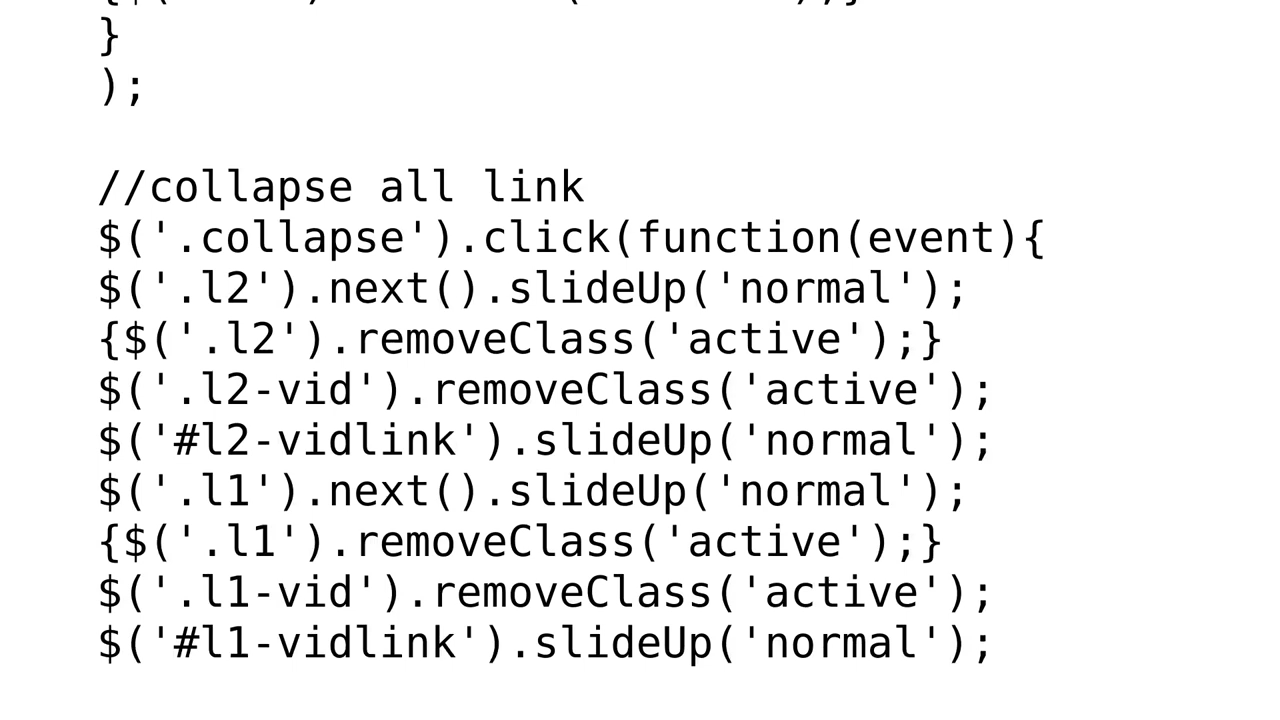 }
);
//collapse all link
$('.collapse').click(function(event){
$('.l2').next().slideUp('normal');
{$('.l2').removeClass('active');}
$('.l2-vid').removeClass('active');
$('#l2-vidlink').slideUp('normal');
$('.l1').next().slideUp('normal');
{$('.l1').removeClass('active');}
$('.l1-vid').removeClass('active');
$('#l1-vidlink').slideUp('normal');